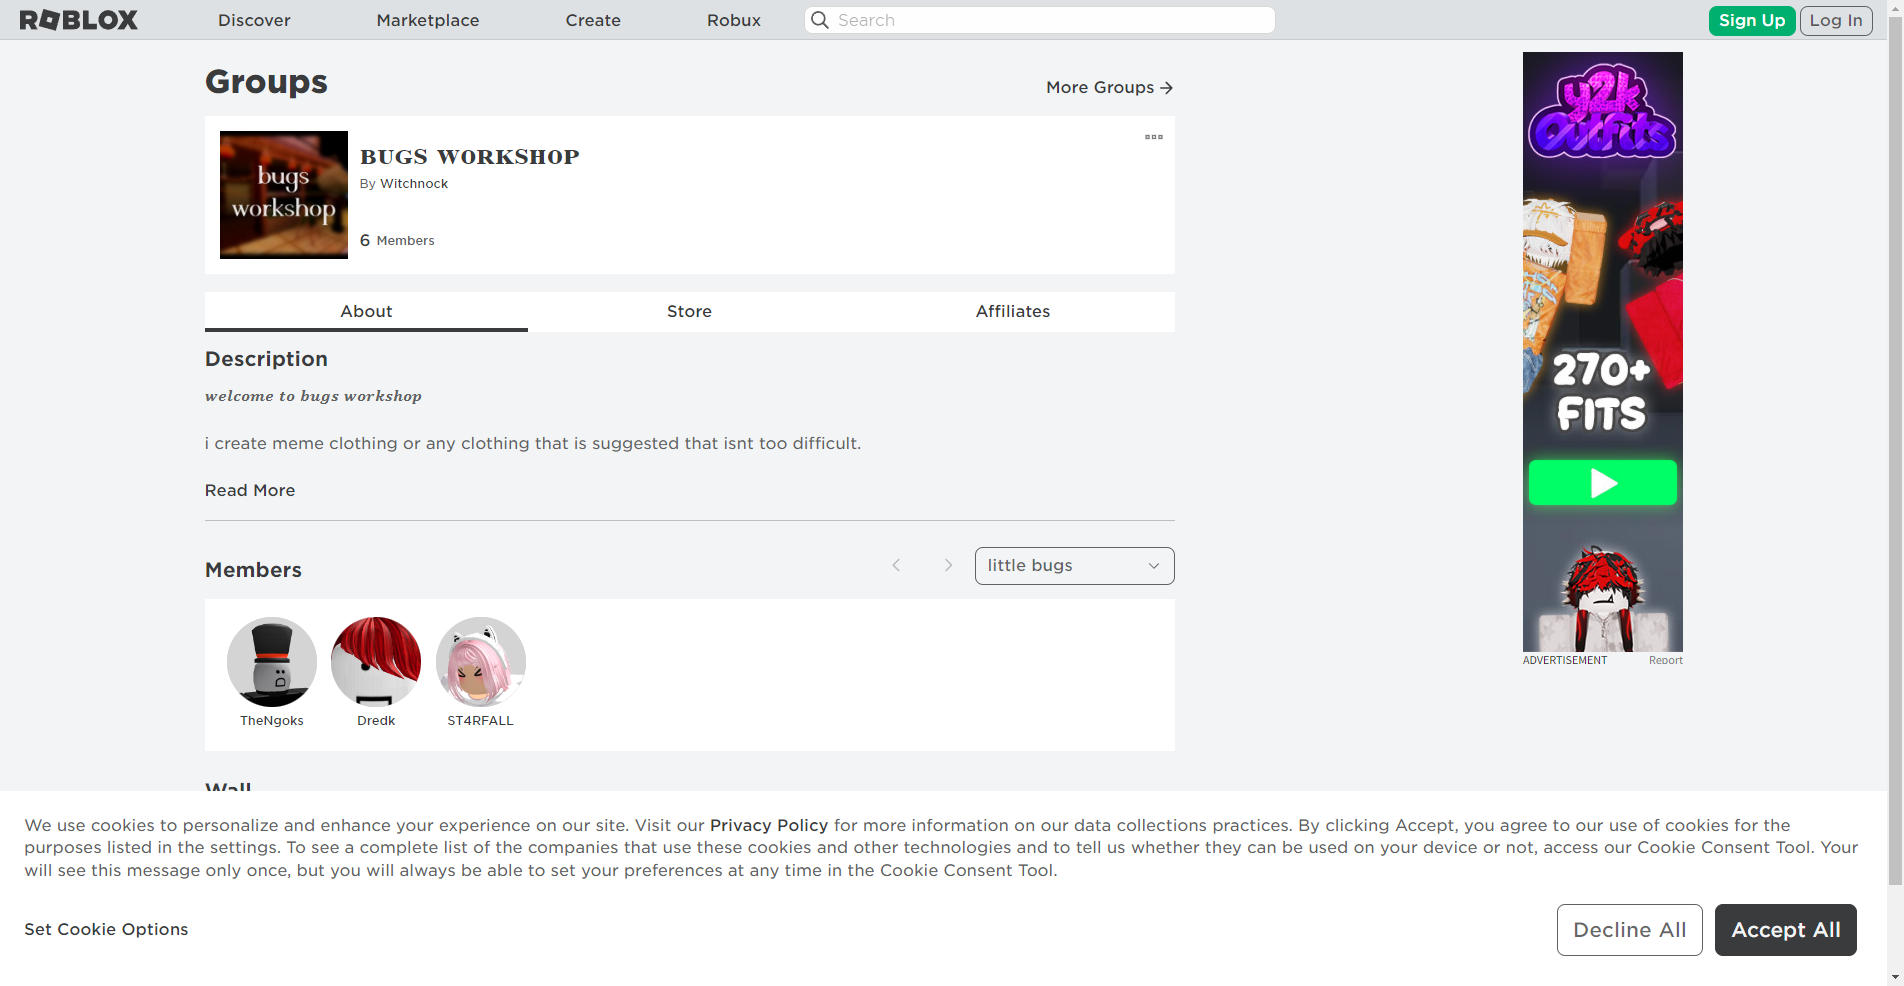 ROBLOX
Discover
Marketplace
Create
Robux
Search
Sign Up
Log In
Groups
More Groups
bugs
workshop
BUGS WORKSHOP
By Witchnock
6 Members
About
Store
Affiliates
Description
welcome to bugs workshop
i create meme clothing or any clothing that is suggested that isnt too difficult.
Read More
Members
little bugs
TheNgoks
Dredk
ST4RFALL
Wall
y2k
Outfits
270+
FITS
ADVERTISEMENT
Report
We use cookies to personalize and enhance your experience on our site. Visit our Privacy Policy for more information on our data collections practices. By clicking Accept, you agree to our use of cookies for the
purposes listed in the settings. To see a complete list of the companies that use these cookies and other technologies and to tell us whether they can be used on your device or not, access our Cookie Consent Tool. Your
will see this message only once, but you will always be able to set your preferences at any time in the Cookie Consent Tool.
Set Cookie Options
Decline All
Accept All